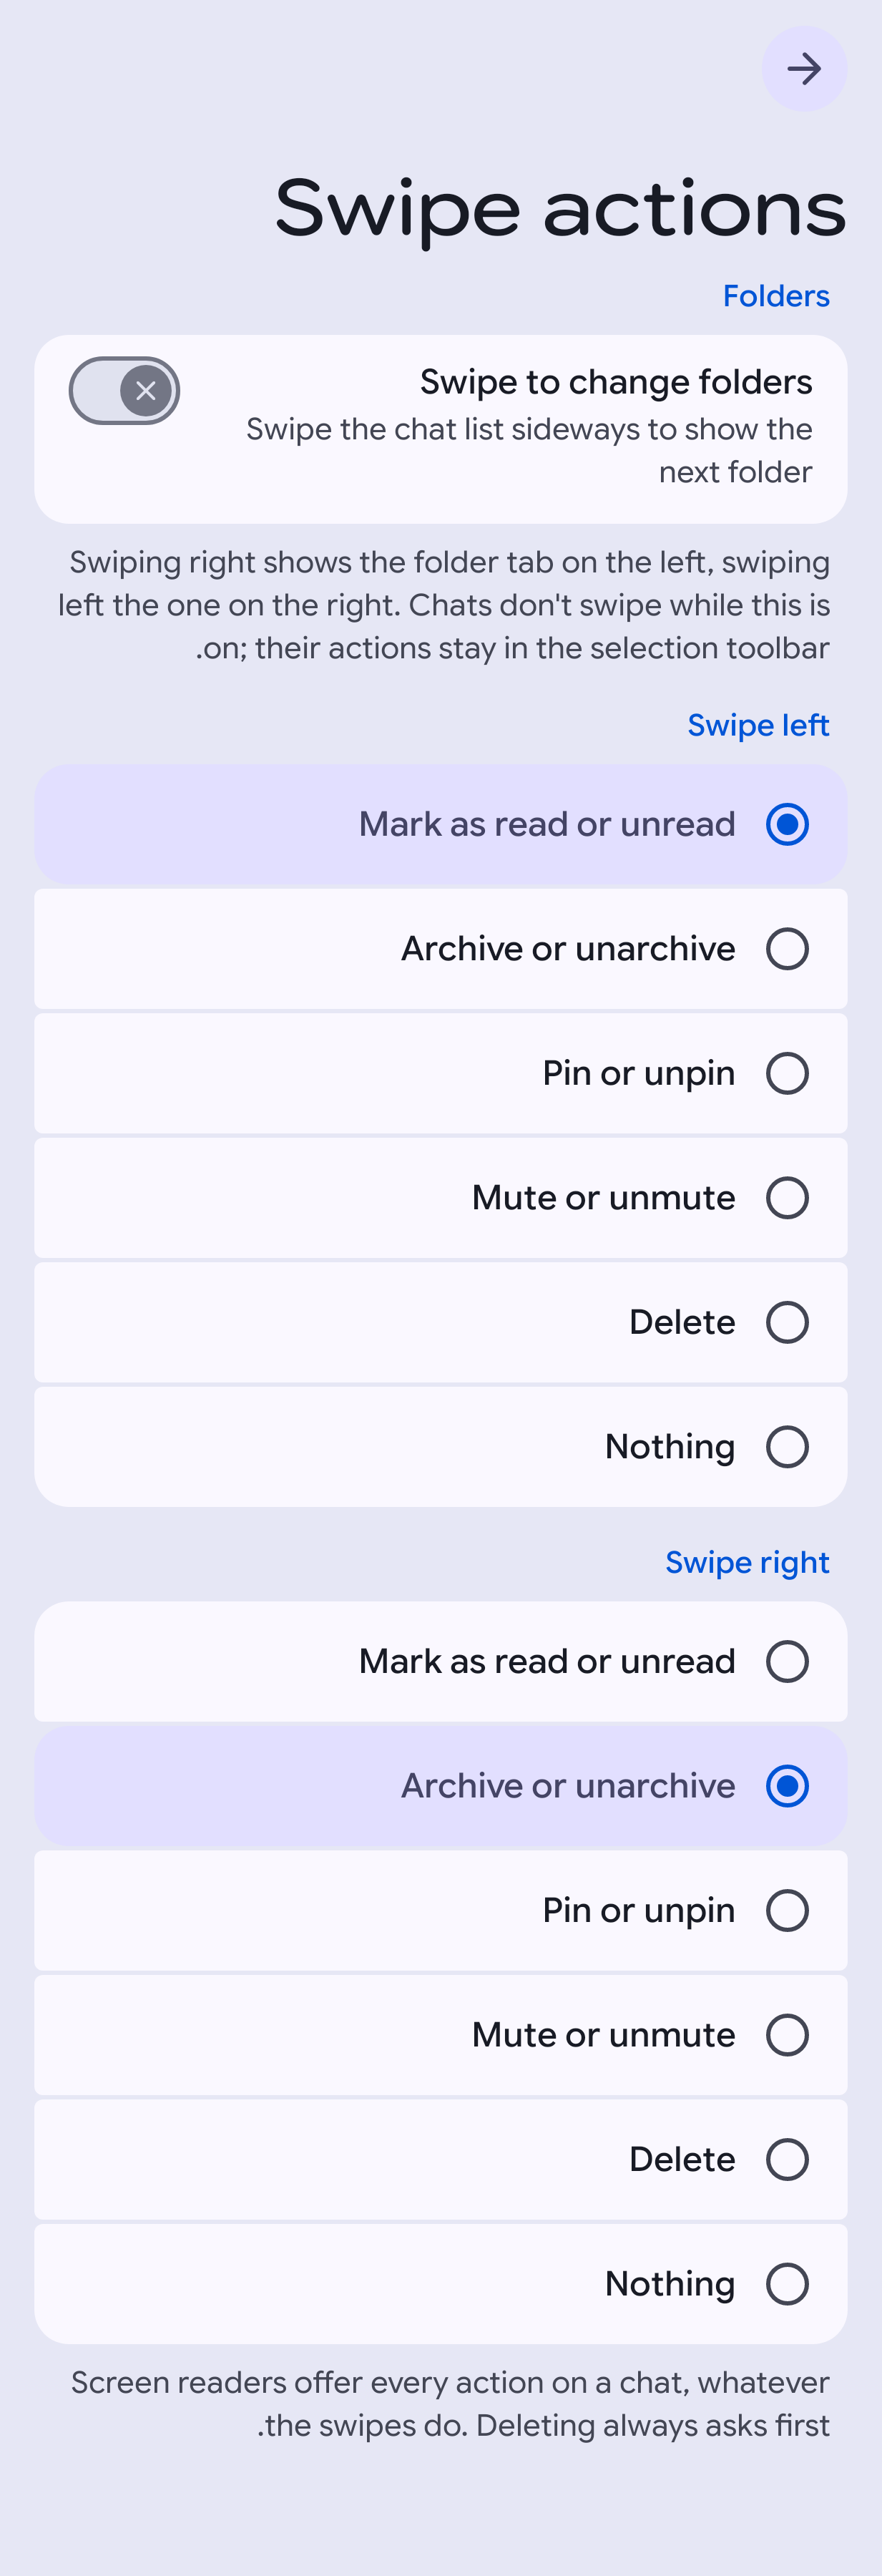 Swipe actions
Folders
Swipe to change folders
Swipe the chat list sideways to show the
next folder
Swiping right shows the folder tab on the left, swiping
left the one on the right. Chats don't swipe while this is
.on; their actions stay in the selection toolbar
Swipe left
Mark as read or unread
Archive or unarchive
Pin or unpin
Mute or unmute
Delete
Nothing
Swipe right
Mark as read or unread
Archive or unarchive
Pin or unpin
Mute or unmute
Delete
Nothing
Screen readers offer every action on a chat, whatever
.the swipes do. Deleting always asks first